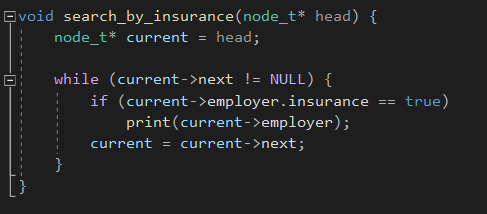 void search_by_insurance(node_t* head) {
    node_t* current = head;

    while (current->next != NULL) {
        if (current->employer.insurance == true)
            print(current->employer);
        current = current->next;
    }
}